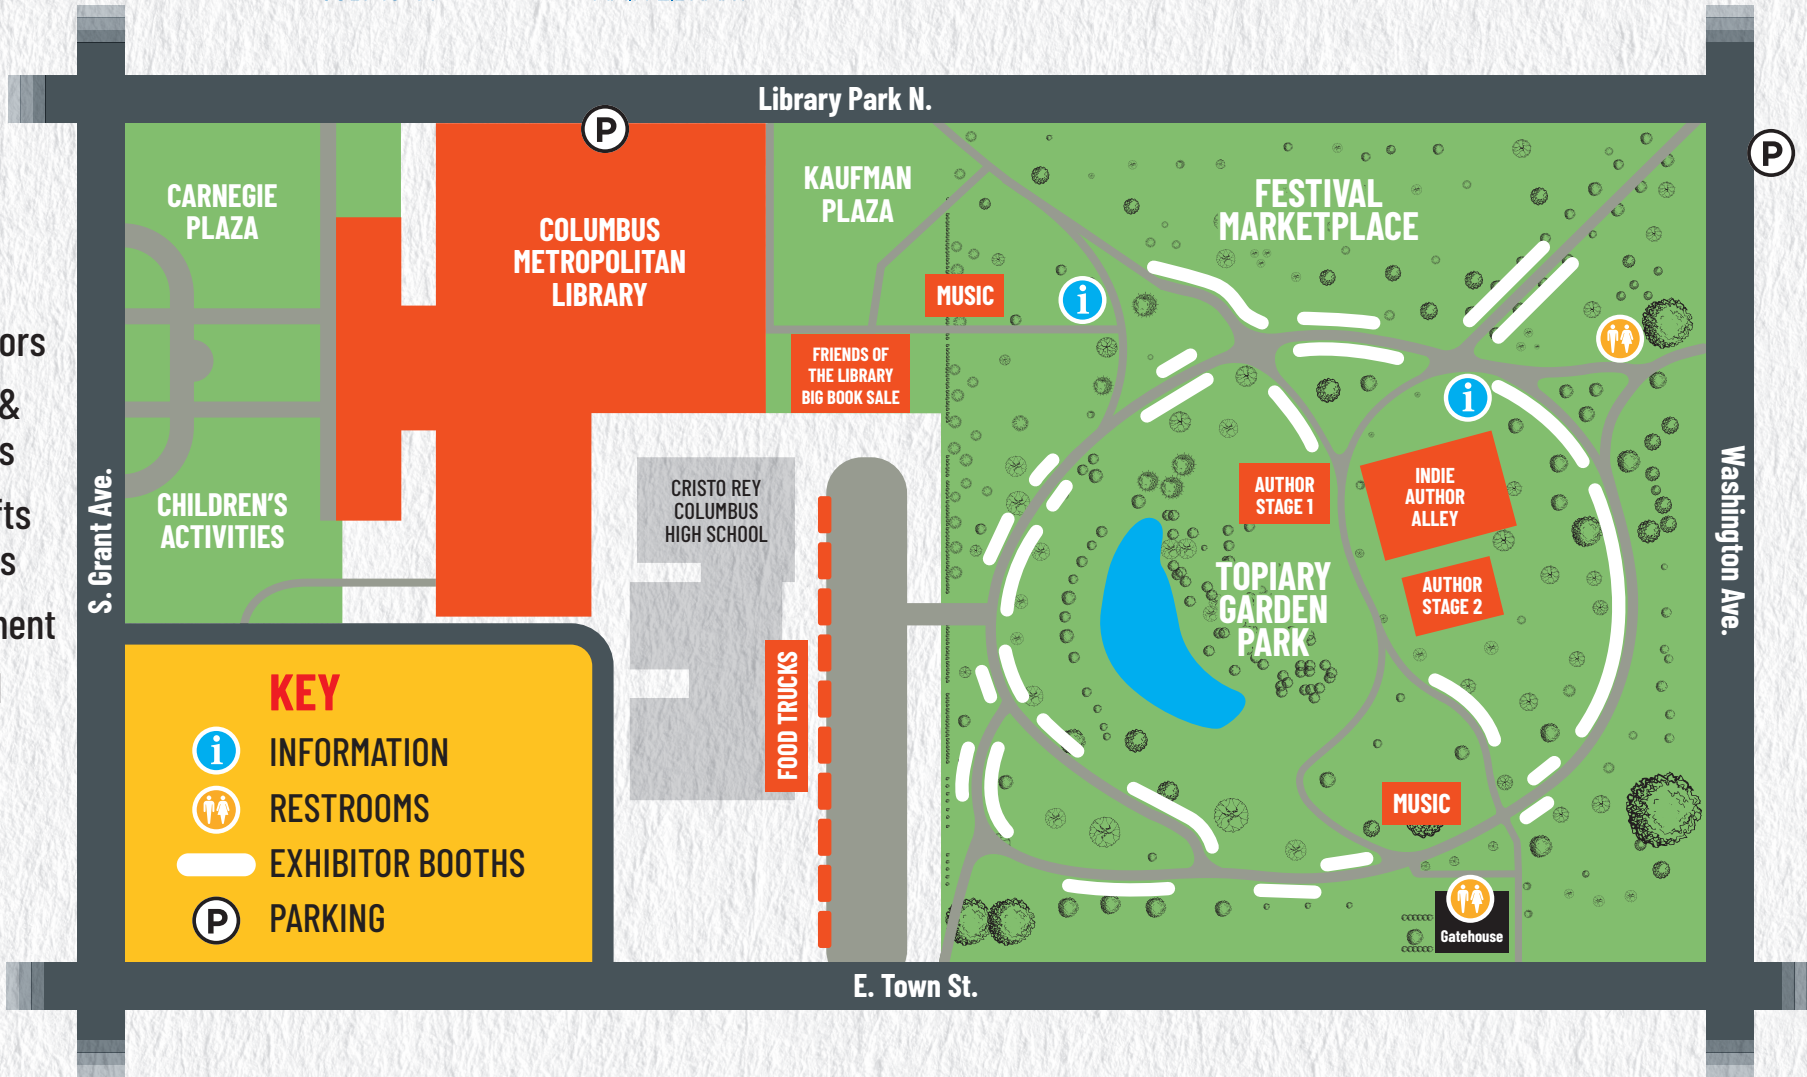 Library Park N.
P
P
CARNEGIE
PLAZA
COLUMBUS
METROPOLITAN
LIBRARY
KAUFMAN
PLAZA
FESTIVAL
MARKETPLACE
MUSIC
i
FRIENDS OF
THE LIBRARY
BIG BOOK SALE
i
ors
&
s
fts
s
nent
S. Grant Ave.
CHILDREN'S
ACTIVITIES
CRISTO REY
COLUMBUS
HIGH SCHOOL
AUTHOR
STAGE 1
INDIE
AUTHOR
ALLEY
AUTHOR
STAGE 2
TOPIARY
GARDEN
PARK
Washington Ave.
FOOD TRUCKS
MUSIC
Gatehouse
KEY
i INFORMATION
RESTROOMS
EXHIBITOR BOOTHS
P PARKING
E. Town St.